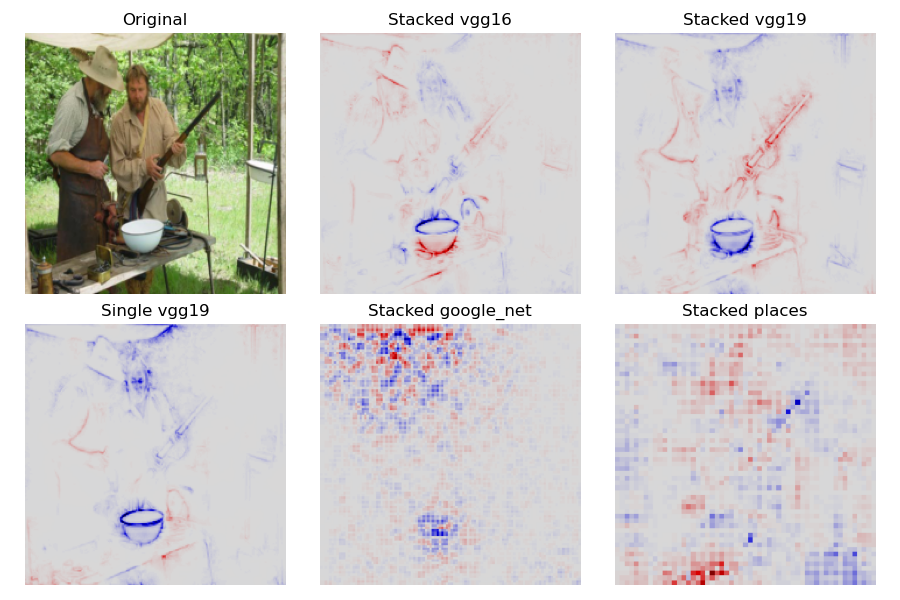 Original
Stacked vgg16
Stacked vgg19
Single vgg19
Stacked google_net
Stacked places